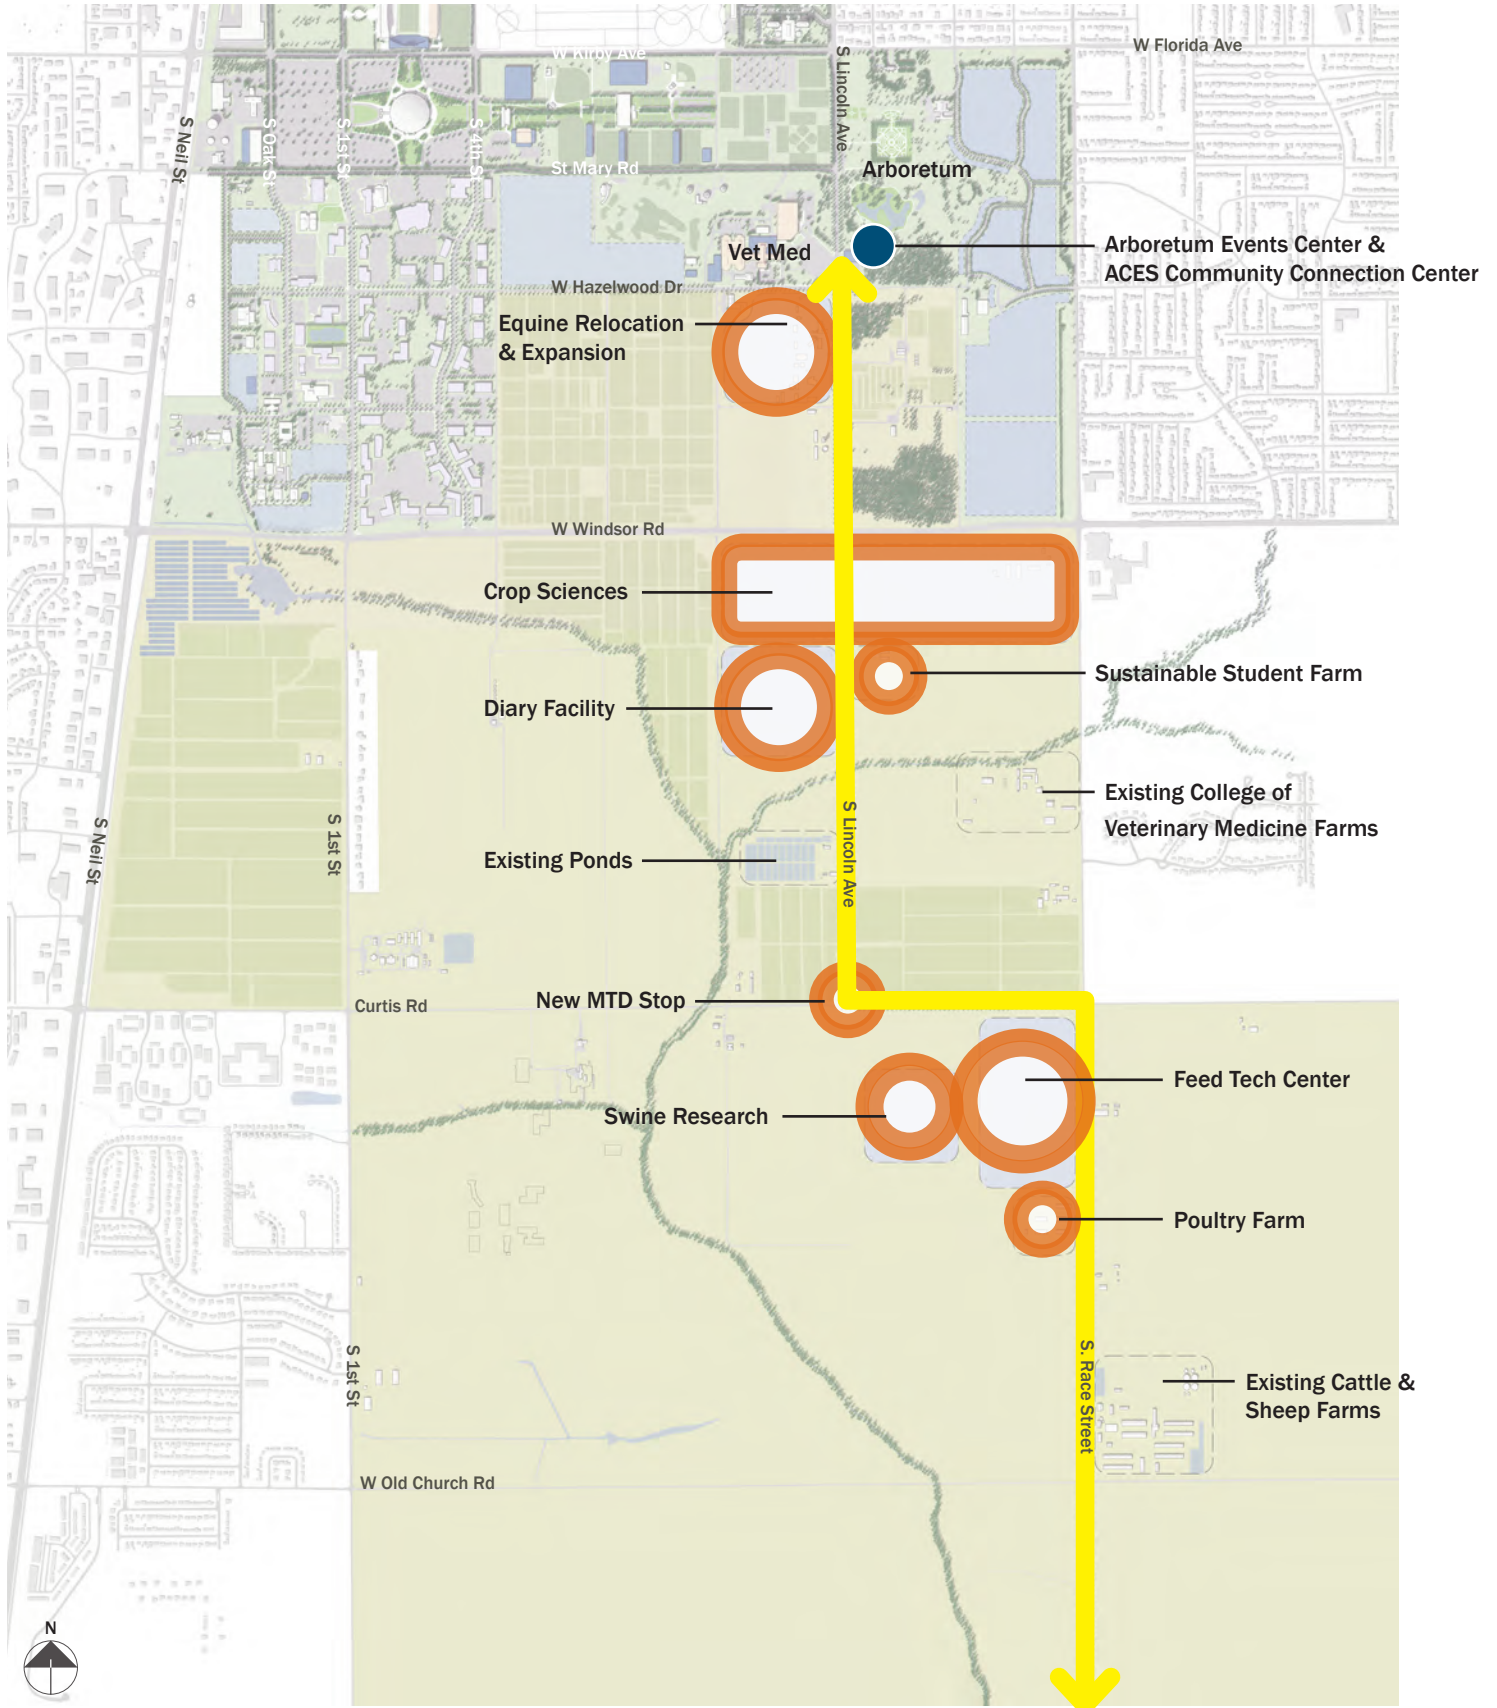 W Kirby Ave
W Florida Ave
S Lincoln Ave
S Neil St
S Oak St
S 1st St
S 4th St
St Mary Rd
Arboretum
Vet Med
Arboretum Events Center &
ACES Community Connection Center
W Hazelwood Dr
Equine Relocation
& Expansion
W Windsor Rd
Crop Sciences
Sustainable Student Farm
Diary Facility
Existing College of
Veterinary Medicine Farms
S Neil St
S 1st St
S Lincoln Ave
Existing Ponds
New MTD Stop
Curtis Rd
Feed Tech Center
Swine Research
Poultry Farm
S 1st St
S. Race Street
Existing Cattle &
Sheep Farms
W Old Church Rd
N